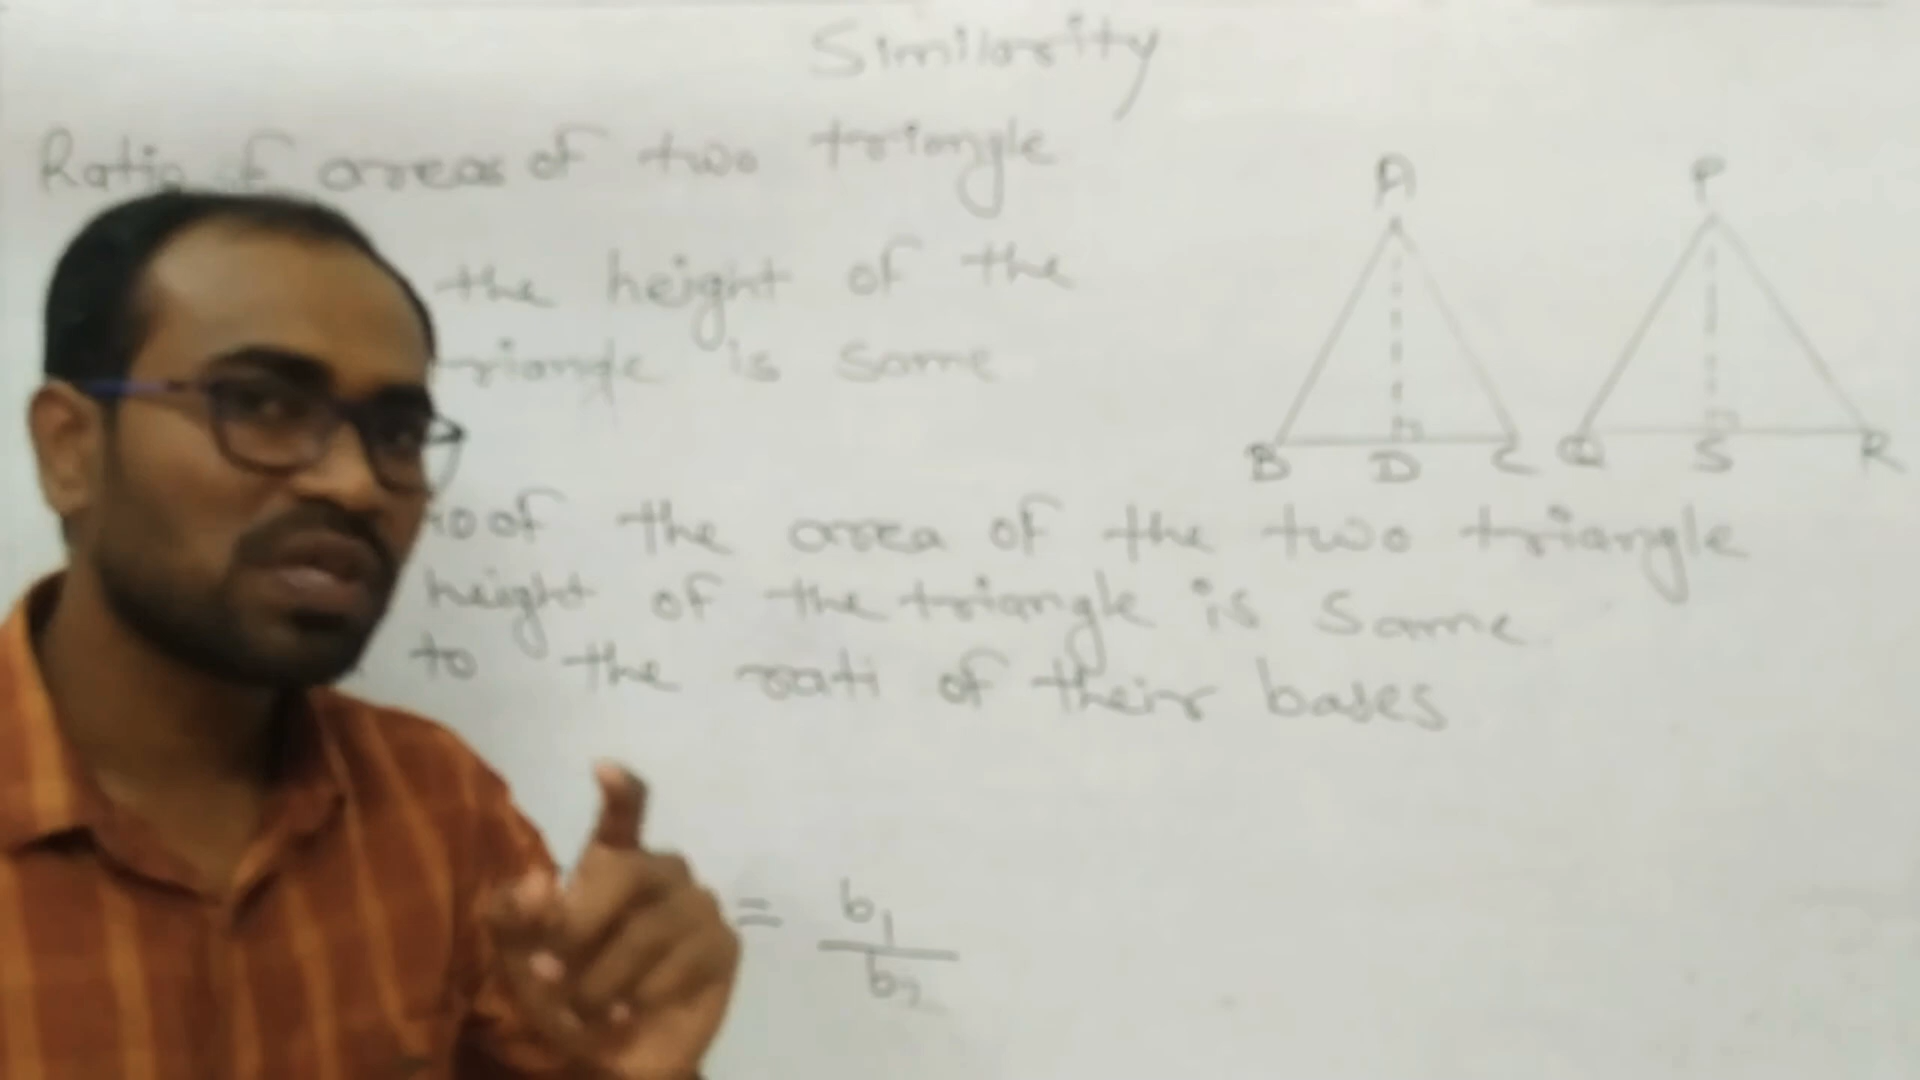 Similarity
Ratio of areas of two triangle
the height of the
triangle is same
A P
B D C Q S R
of the area of the two triangle
height of the triangle is same
to the rati of their bases
= b1
b2